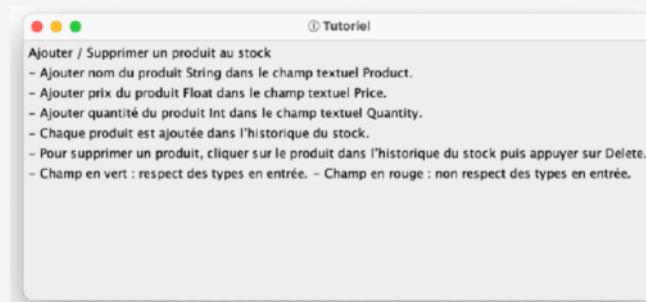 ⓘ Tutoriel
Ajouter / Supprimer un produit au stock
– Ajouter nom du produit String dans le champ textuel Product.
– Ajouter prix du produit Float dans le champ textuel Price.
– Ajouter quantité du produit Int dans le champ textuel Quantity.
– Chaque produit est ajoutée dans l'historique du stock.
– Pour supprimer un produit, cliquer sur le produit dans l'historique du stock puis appuyer sur Delete.
– Champ en vert : respect des types en entrée. – Champ en rouge : non respect des types en entrée.